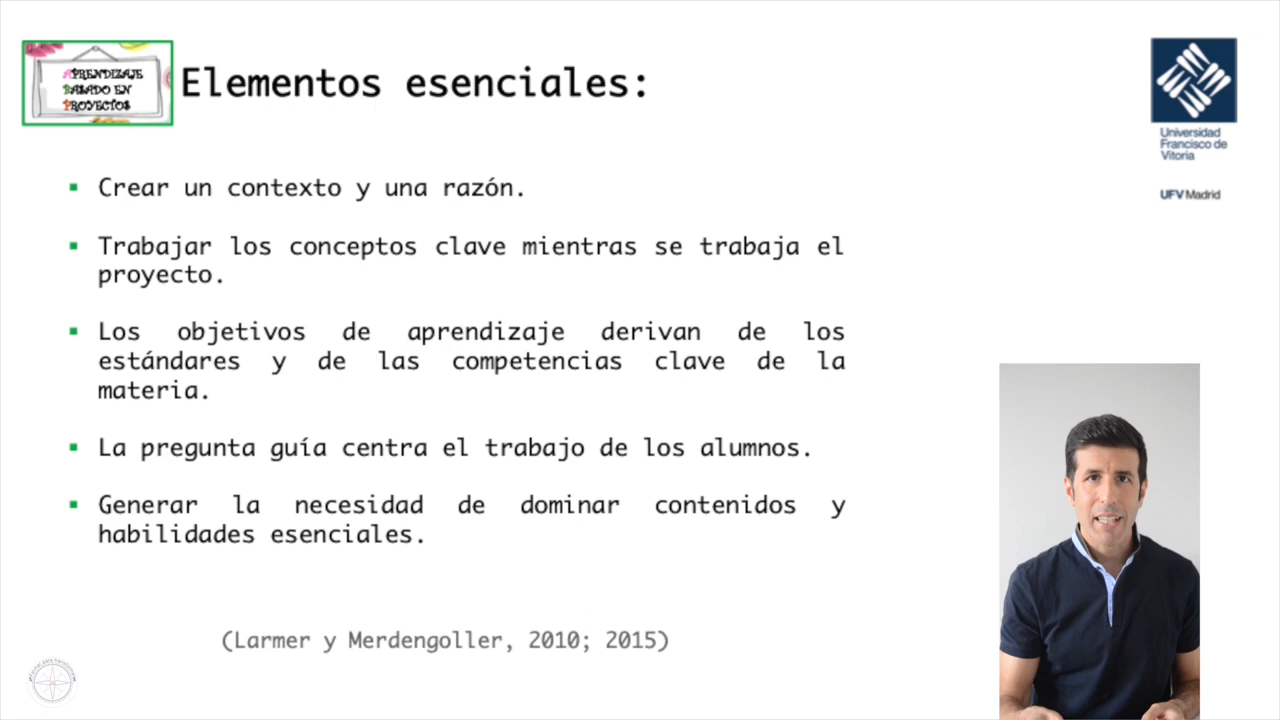 APRENDIZAJE
BASADO EN
PROYECTOS
Elementos esenciales:
Universidad
Francisco de
Vitoria
UFV Madrid
▪ Crear un contexto y una razón.
▪ Trabajar los conceptos clave mientras se trabaja el
proyecto.
▪ Los objetivos de aprendizaje derivan de los
estándares y de las competencias clave de la
materia.
▪ La pregunta guía centra el trabajo de los alumnos.
▪ Generar la necesidad de dominar contenidos y
habilidades esenciales.
(Larmer y Merdengoller, 2010; 2015)